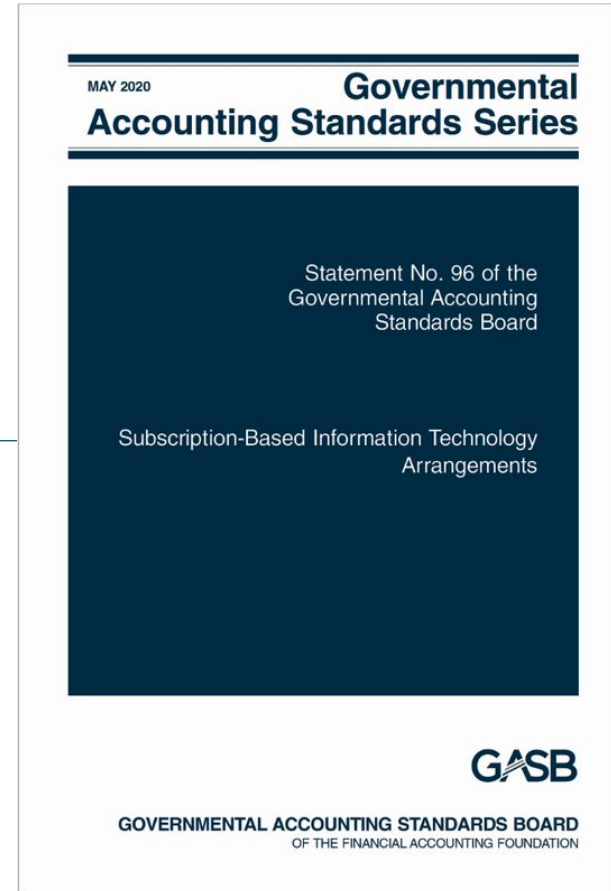 MAY 2020
Governmental
Accounting Standards Series
Statement No. 96 of the
Governmental Accounting
Standards Board
Subscription-Based Information Technology
Arrangements
GASB
GOVERNMENTAL ACCOUNTING STANDARDS BOARD
OF THE FINANCIAL ACCOUNTING FOUNDATION